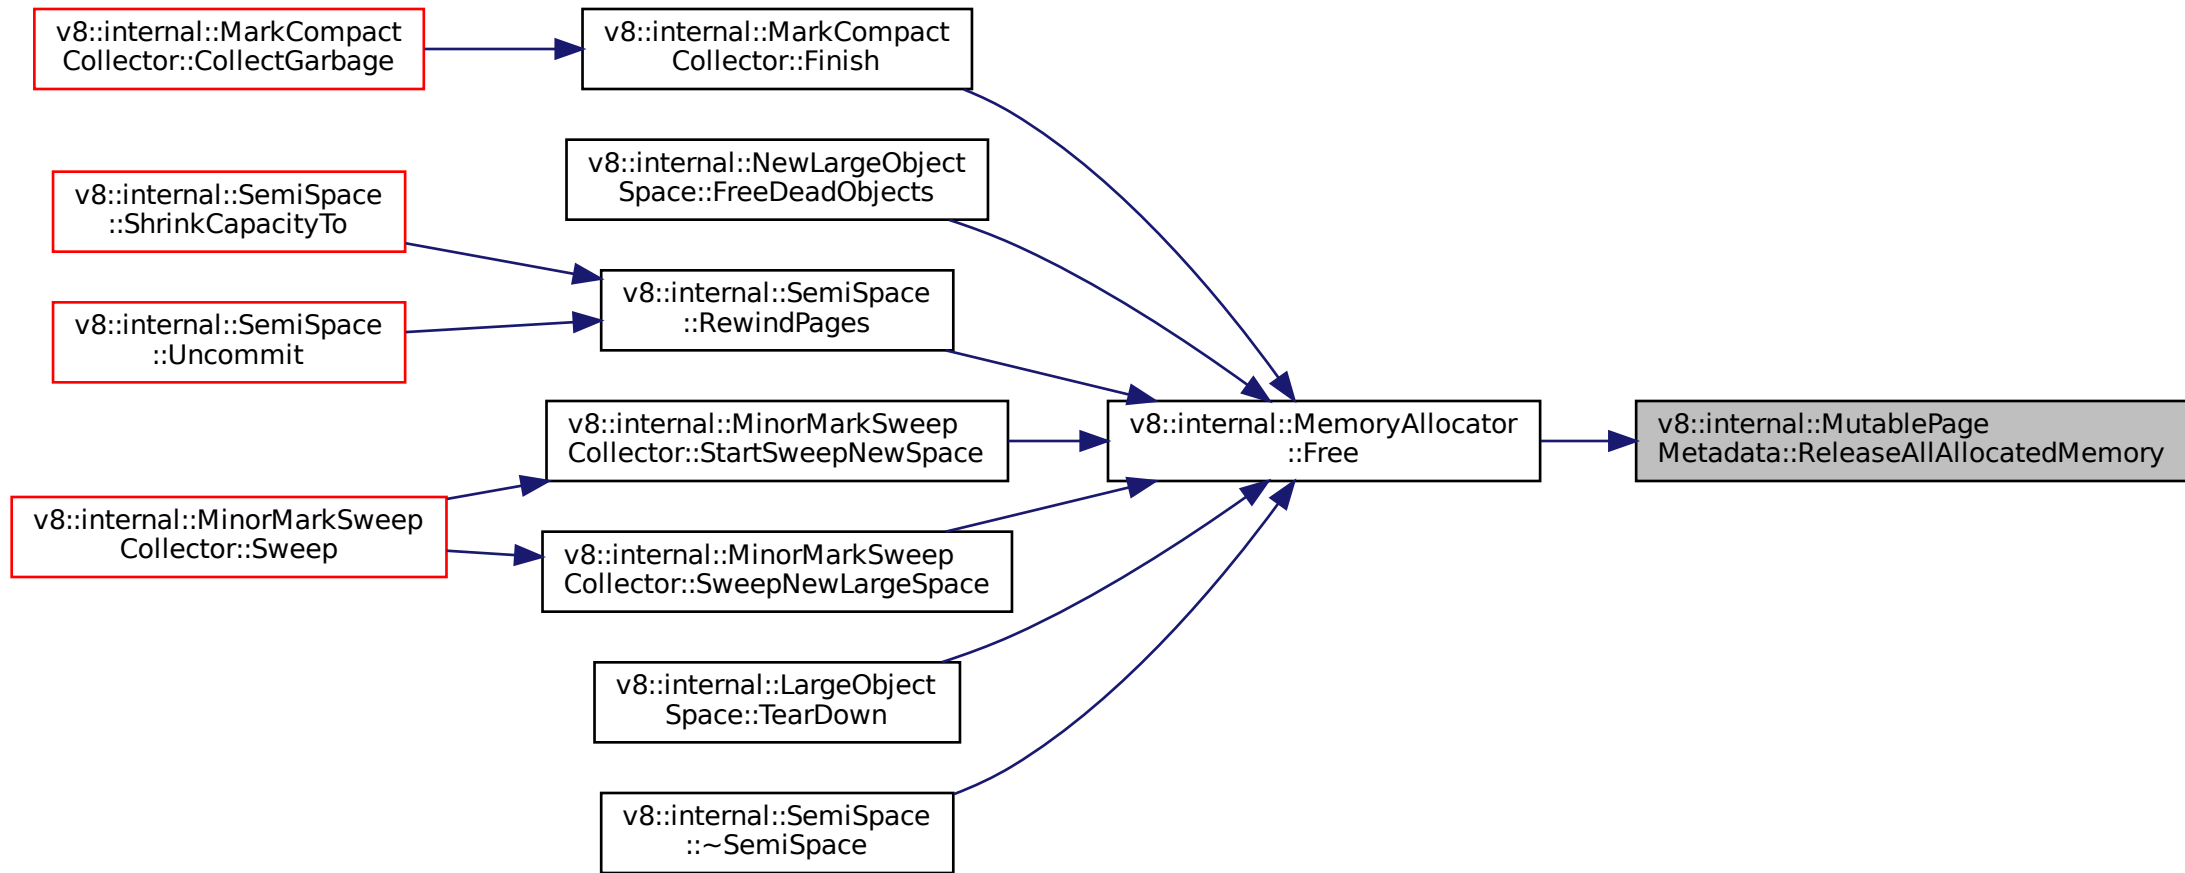 v8::internal::MarkCompact
Collector::CollectGarbage
v8::internal::MarkCompact
Collector::Finish
v8::internal::NewLargeObject
Space::FreeDeadObjects
v8::internal::SemiSpace
::ShrinkCapacityTo
v8::internal::SemiSpace
::RewindPages
v8::internal::SemiSpace
::Uncommit
v8::internal::MinorMarkSweep
Collector::StartSweepNewSpace
v8::internal::MemoryAllocator
::Free
v8::internal::MutablePage
Metadata::ReleaseAllAllocatedMemory
v8::internal::MinorMarkSweep
Collector::Sweep
v8::internal::MinorMarkSweep
Collector::SweepNewLargeSpace
v8::internal::LargeObject
Space::TearDown
v8::internal::SemiSpace
::~SemiSpace